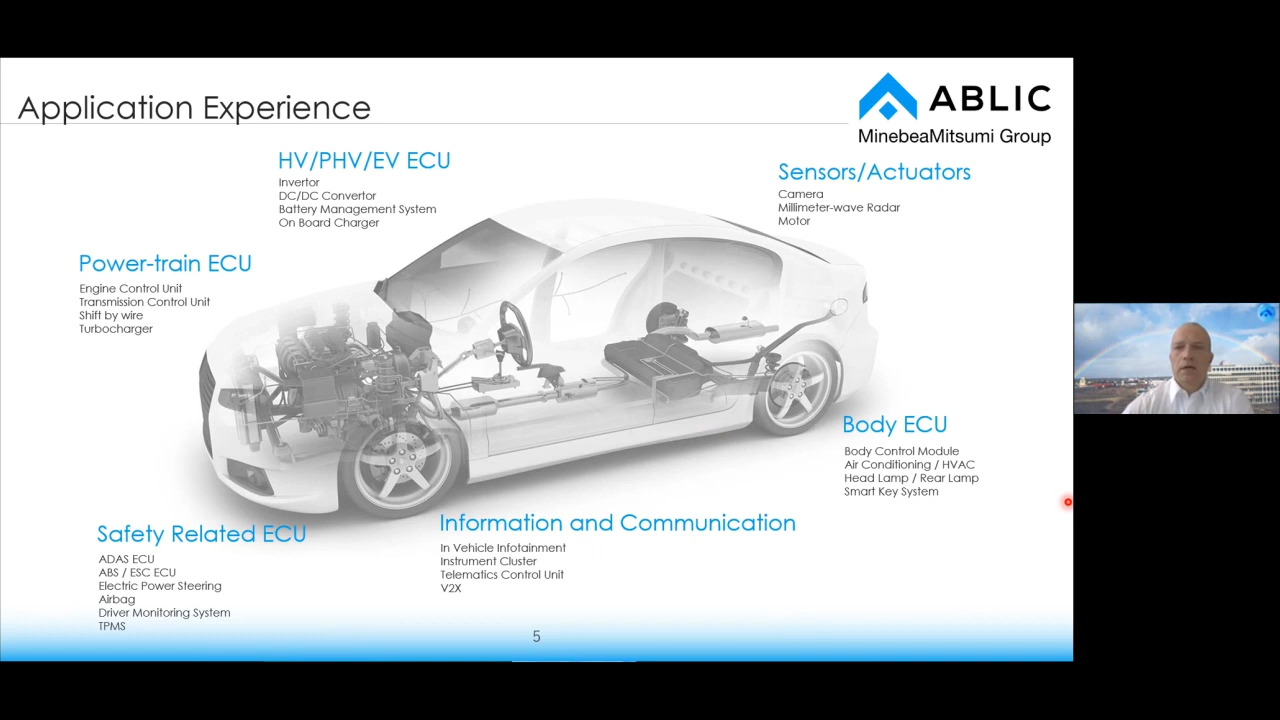 Application Experience
ABLIC
MinebeaMitsumi Group
HV/PHV/EV ECU
Invertor
DC/DC Convertor
Battery Management System
On Board Charger
Sensors/Actuators
Camera
Millimeter-wave Radar
Motor
Power-train ECU
Engine Control Unit
Transmission Control Unit
Shift by wire
Turbocharger
Body ECU
Body Control Module
Air Conditioning / HVAC
Head Lamp / Rear Lamp
Smart Key System
Safety Related ECU
ADAS ECU
ABS / ESC ECU
Electric Power Steering
Airbag
Driver Monitoring System
TPMS
Information and Communication
In Vehicle Infotainment
Instrument Cluster
Telematics Control Unit
V2X
5